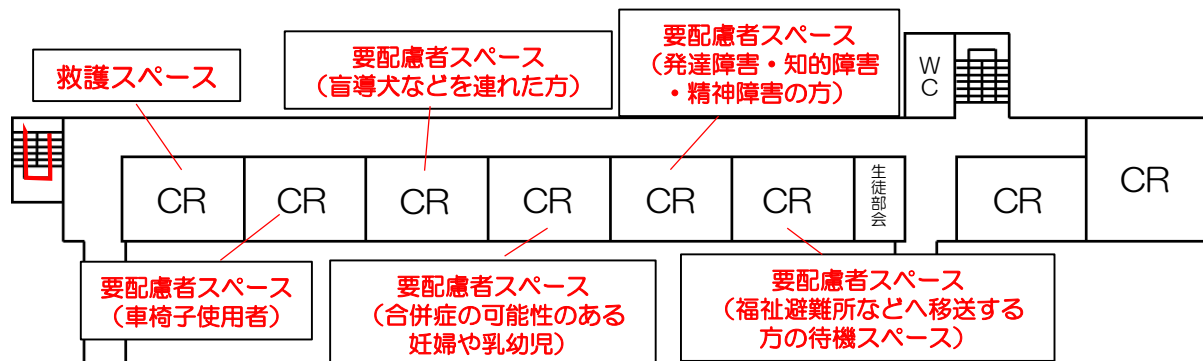 救護スペース
要配慮者スペース
（盲導犬などを連れた方）
要配慮者スペース
（発達障害・知的障害
・精神障害の方）
WC
CR
CR
CR
CR
CR
CR
生徒部会
CR
CR
要配慮者スペース
（車椅子使用者）
要配慮者スペース
（合併症の可能性のある
妊婦や乳幼児）
要配慮者スペース
（福祉避難所などへ移送する
方の待機スペース）